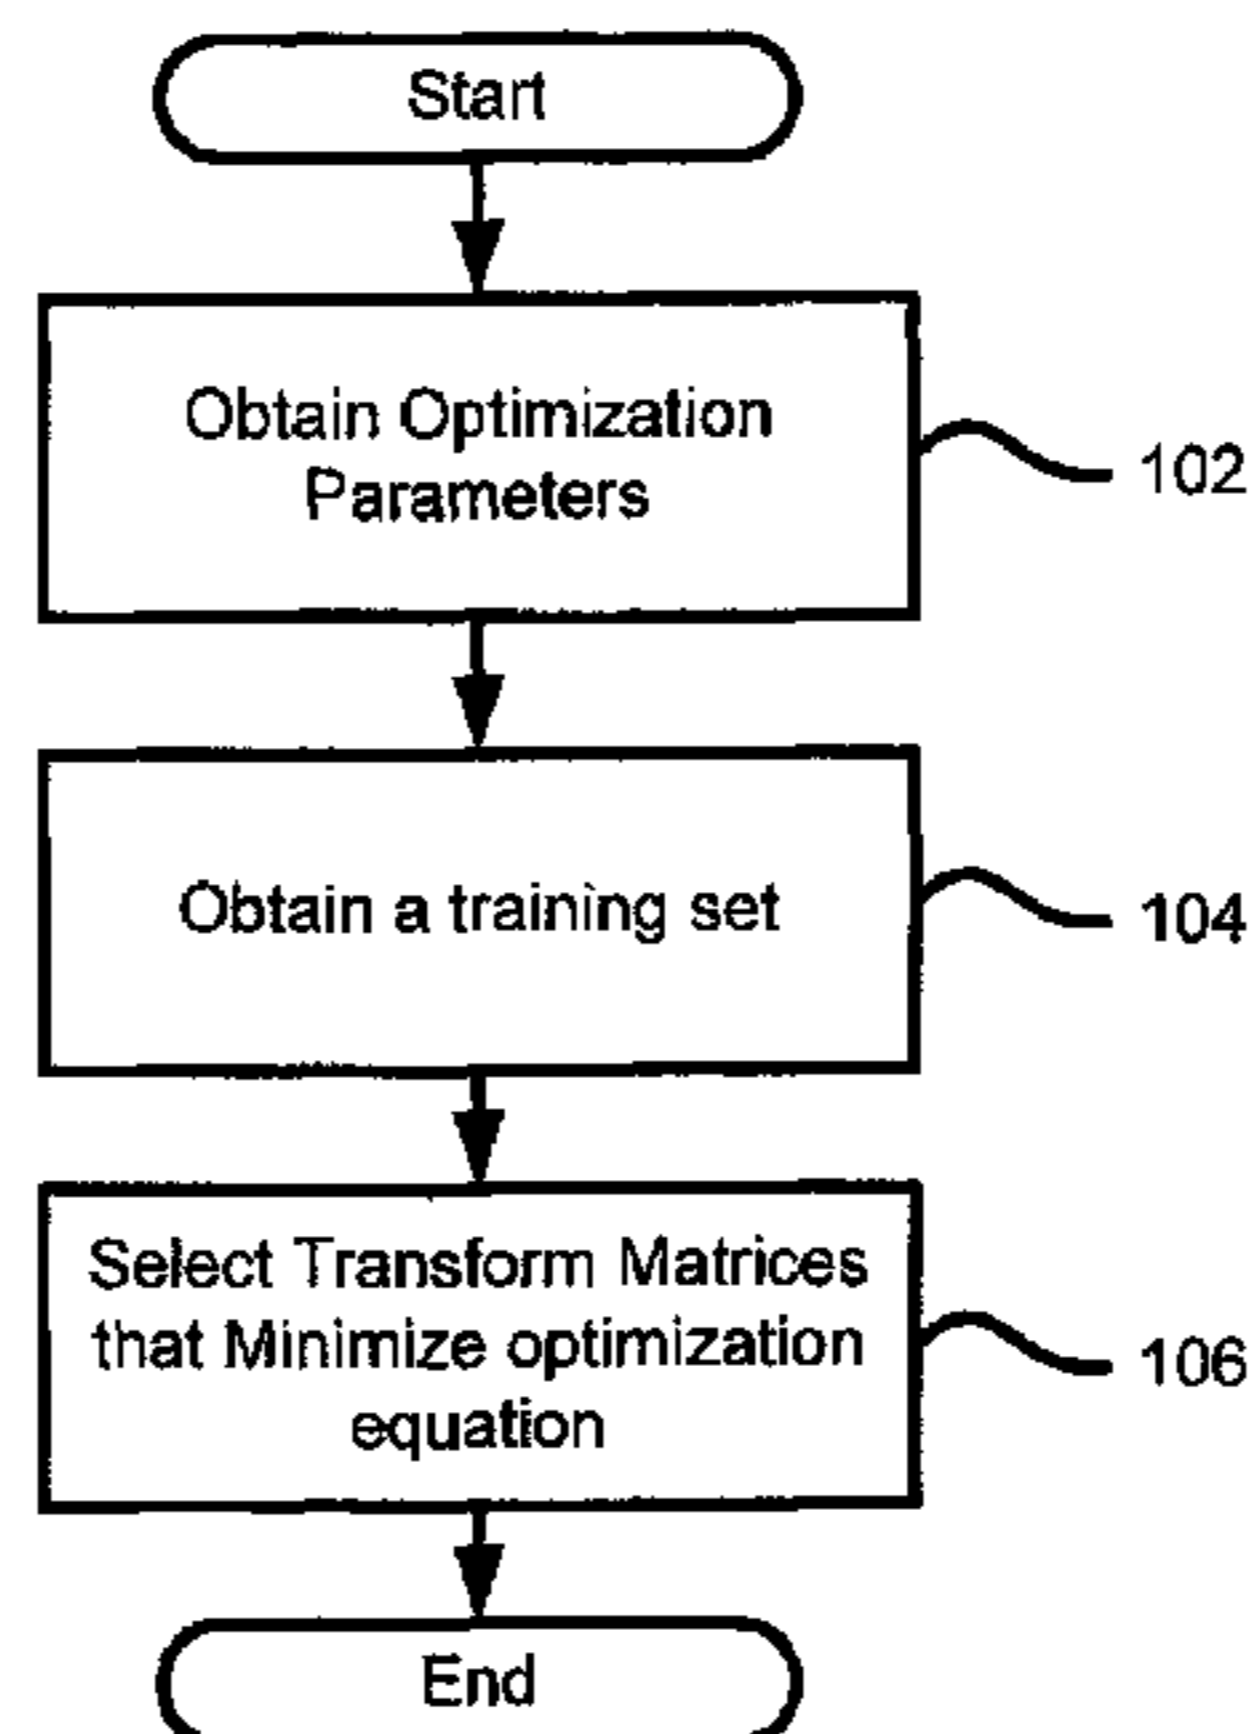 Start
Obtain Optimization
Parameters
102
Obtain a training set
104
Select Transform Matrices
that Minimize optimization
equation
106
End